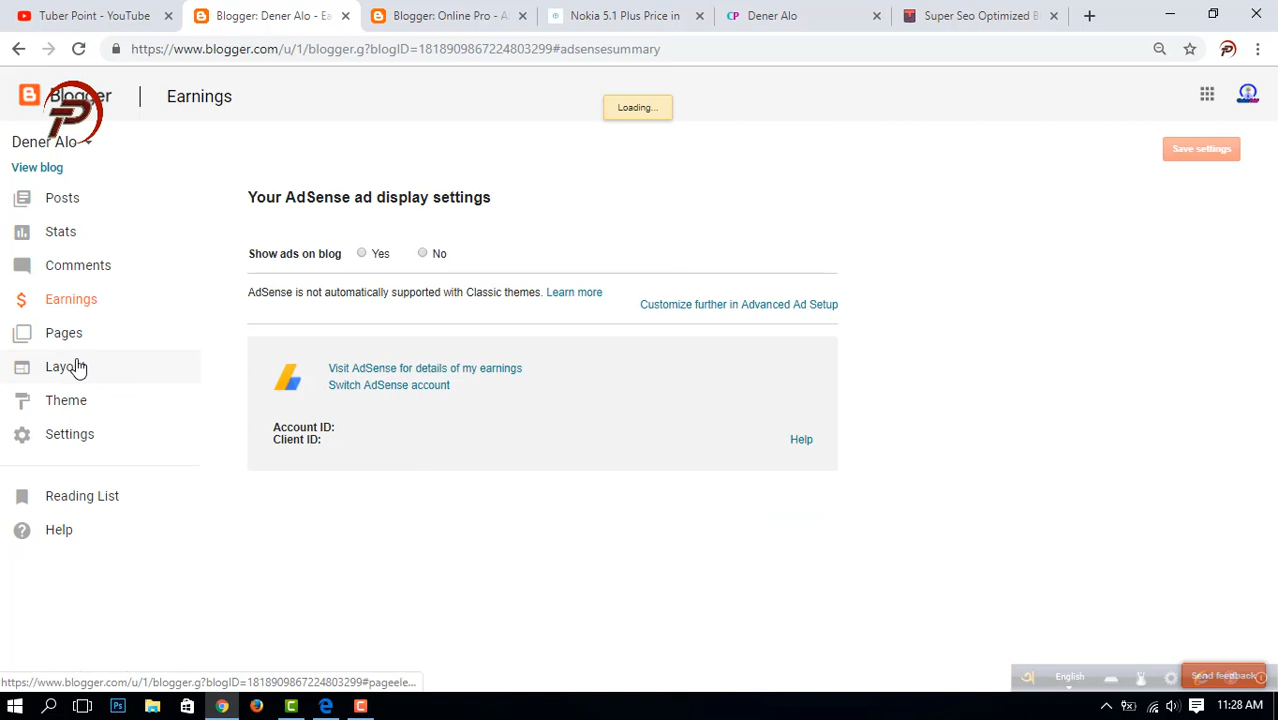 Tuber Point - YouTube
Blogger: Dener Alo - Ea
Blogger: Online Pro - A
Nokia 5.1 Plus Price in
CP Dener Alo
Super Seo Optimized B
https://www.blogger.com/u/1/blogger.g?blogID=1818909867224803299#adsensesummary
Blogger
Earnings
Loading...
Dener Alo
View blog
Save settings
Posts
Stats
Comments
Earnings
Pages
Layout
Theme
Settings
Reading List
Help
Your AdSense ad display settings
Show ads on blog Yes No
AdSense is not automatically supported with Classic themes. Learn more
Customize further in Advanced Ad Setup
Visit AdSense for details of my earnings
Switch AdSense account
Account ID:
Client ID:
Help
https://www.blogger.com/u/1/blogger.g?blogID=1818909867224803299#pageele...
English
Send feedback
11:28 AM